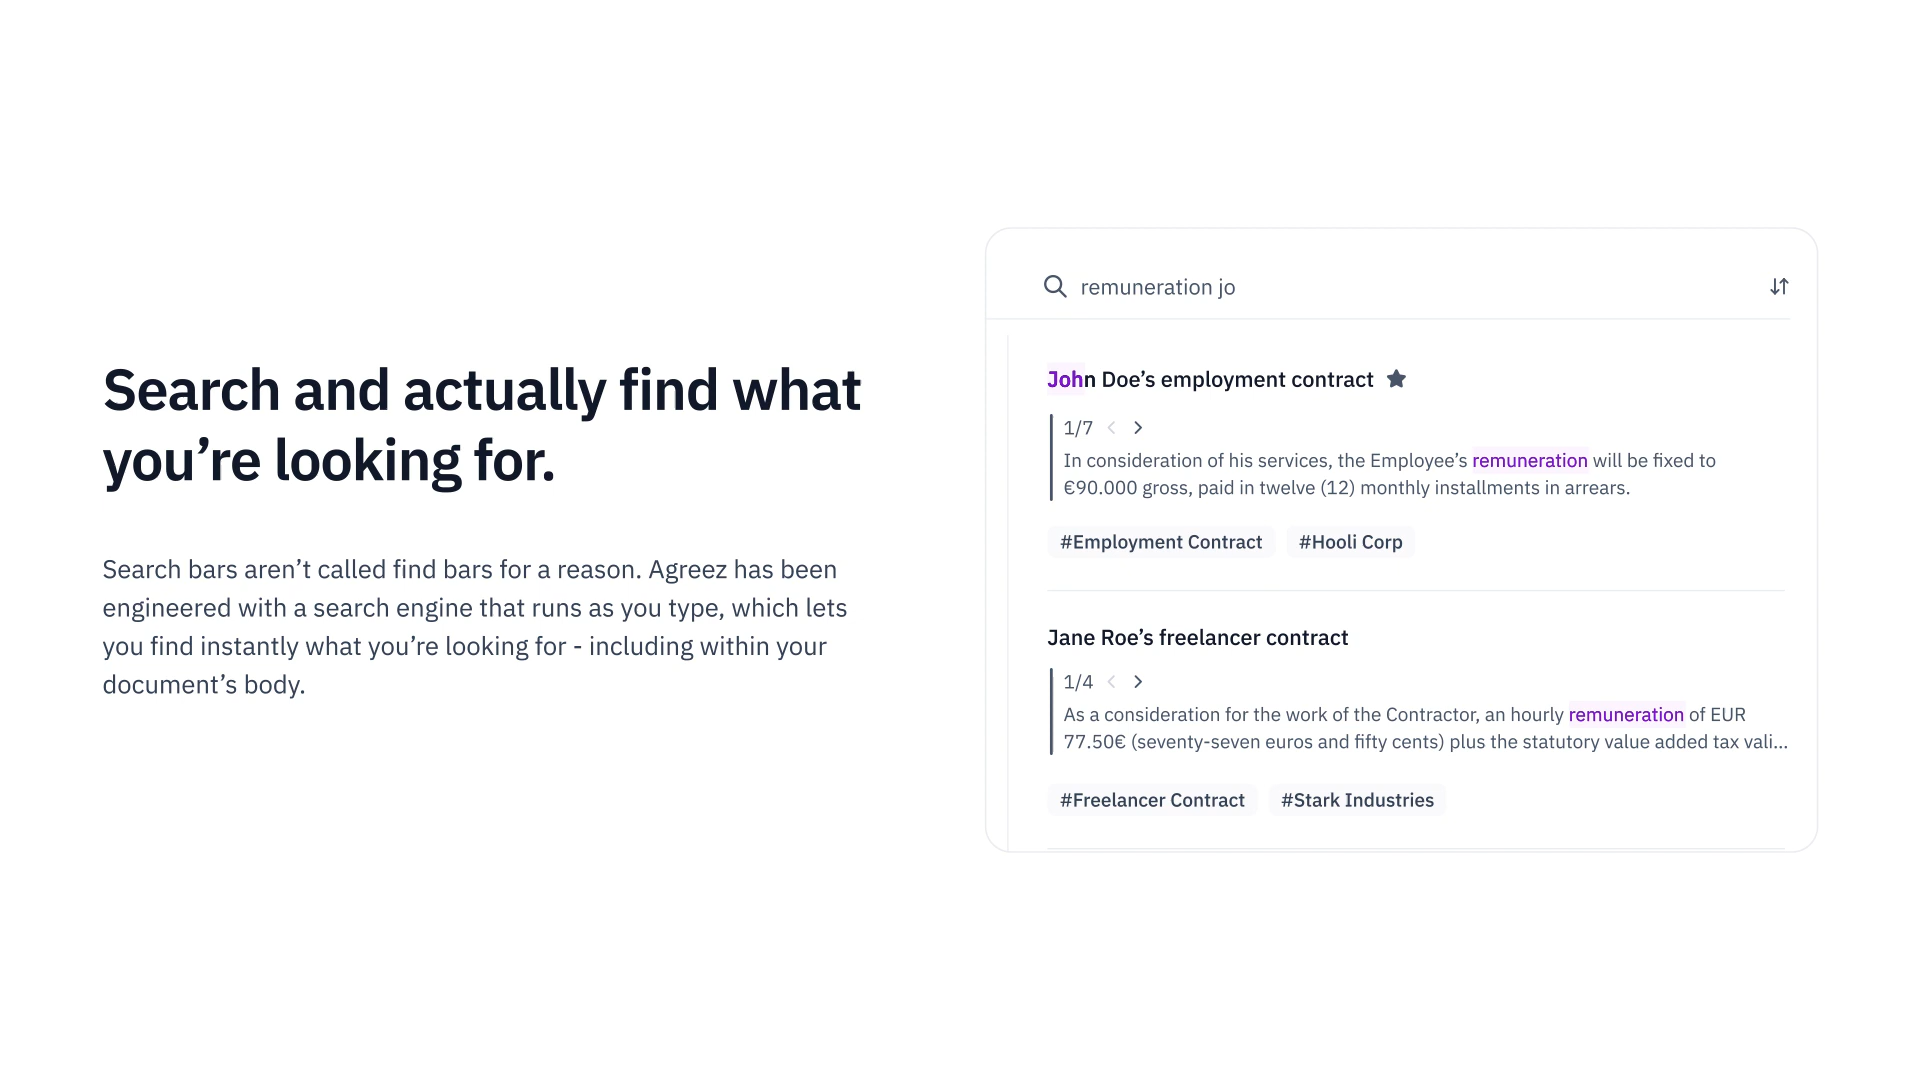 Search and actually find what
you’re looking for.
Search bars aren’t called find bars for a reason. Agreez has been
engineered with a search engine that runs as you type, which lets
you find instantly what you’re looking for - including within your
document’s body.
remuneration jo
John Doe’s employment contract
1/7
In consideration of his services, the Employee’s remuneration will be fixed to
€90.000 gross, paid in twelve (12) monthly installments in arrears.
#Employment Contract #Hooli Corp
Jane Roe’s freelancer contract
1/4
As a consideration for the work of the Contractor, an hourly remuneration of EUR
77.50€ (seventy-seven euros and fifty cents) plus the statutory value added tax vali...
#Freelancer Contract #Stark Industries